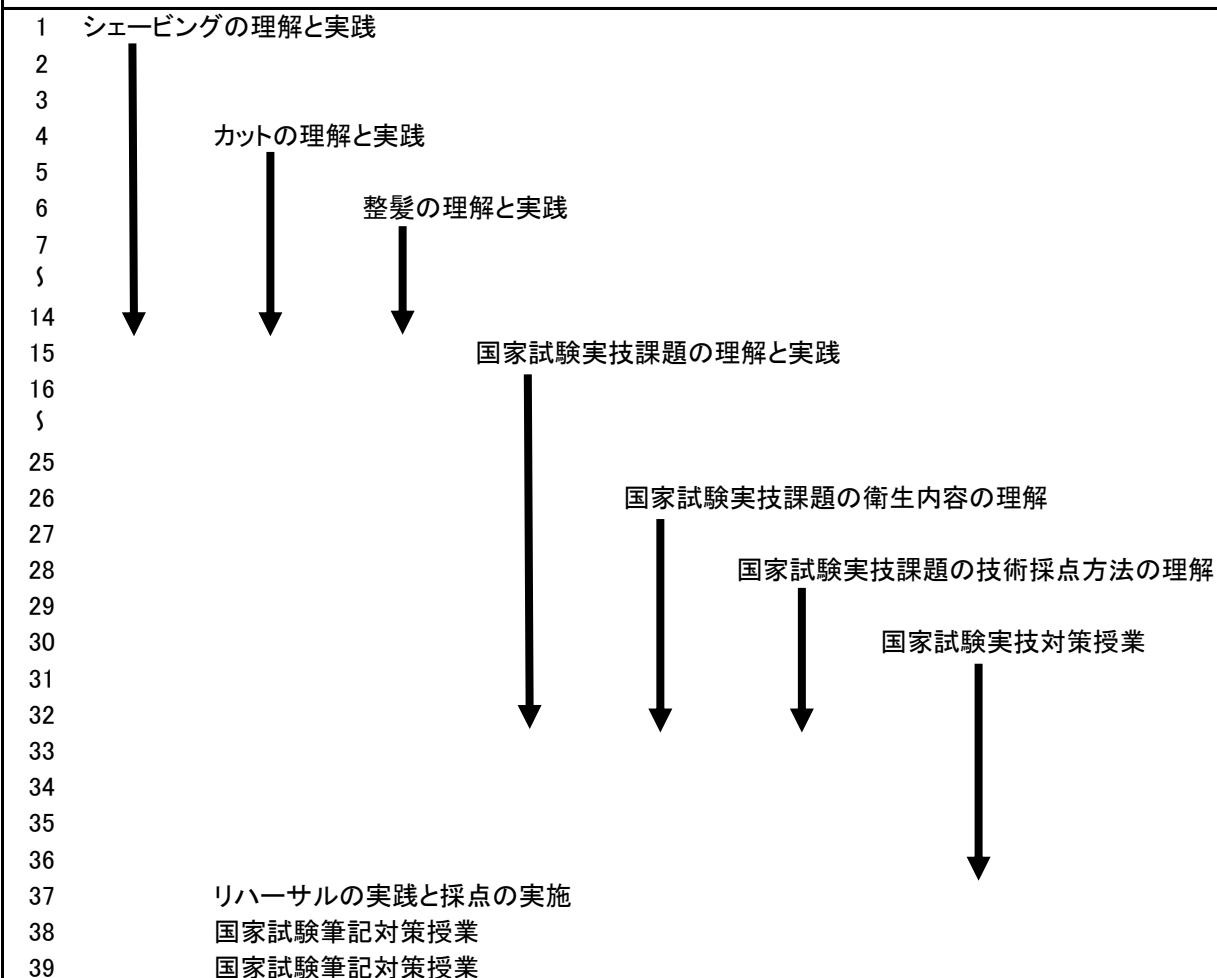 1 シェービングの理解と実践
2
3
4 カットの理解と実践
5
6 整髪の理解と実践
7
∫
14
15 国家試験実技課題の理解と実践
16
∫
25
26 国家試験実技課題の衛生内容の理解
27
28 国家試験実技課題の技術採点方法の理解
29
30 国家試験実技対策授業
31
32
33
34
35
36
37 リハーサルの実践と採点の実施
38 国家試験筆記対策授業
39 国家試験筆記対策授業